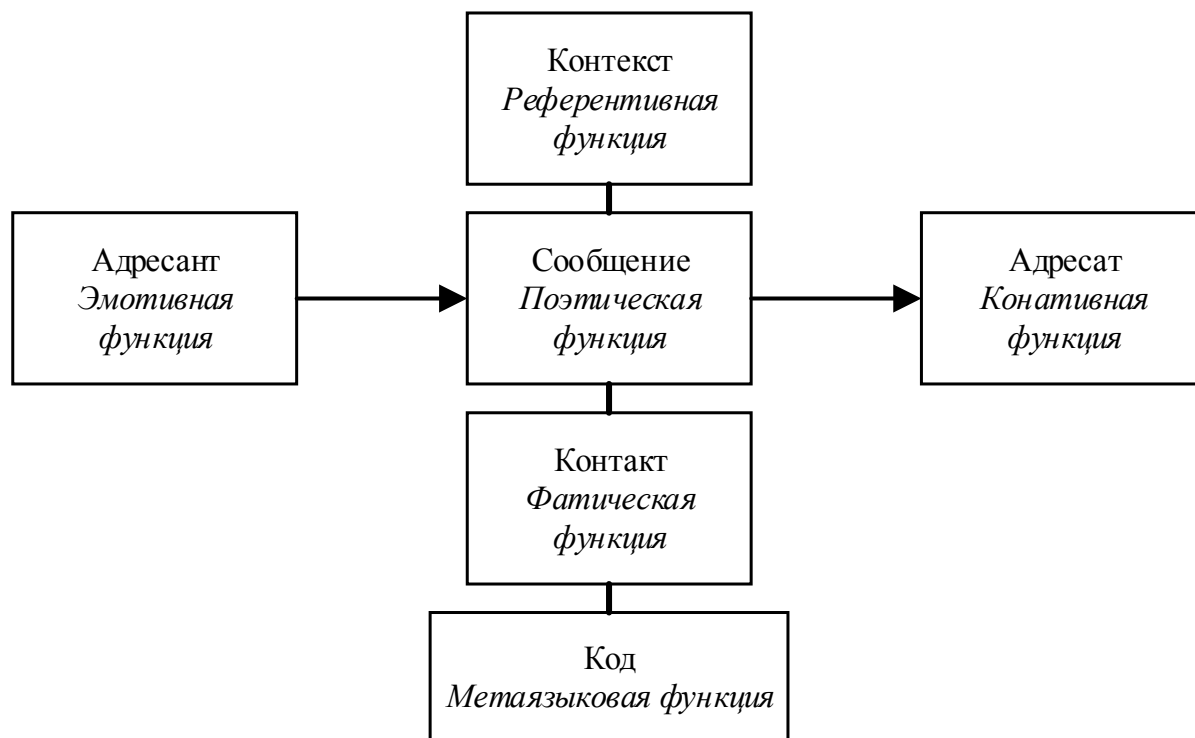 Контекст
Референтивная
функция
Адресант
Эмотивная
функция
Сообщение
Поэтическая
функция
Адресат
Конативная
функция
Контакт
Фатическая
функция
Код
Метаязыковая функция